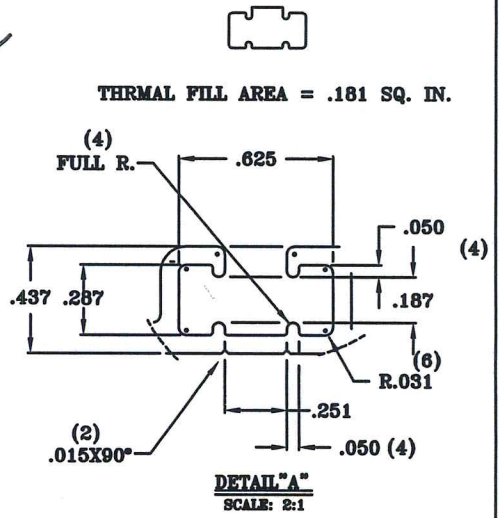 THRMAL FILL AREA = .181 SQ. IN.
(4)
FULL R.
.625
.050
(4)
.437
.287
.187
(6)
R.031
.251
(2)
.015X90°
.050 (4)
DETAIL"A"
SCALE: 2:1